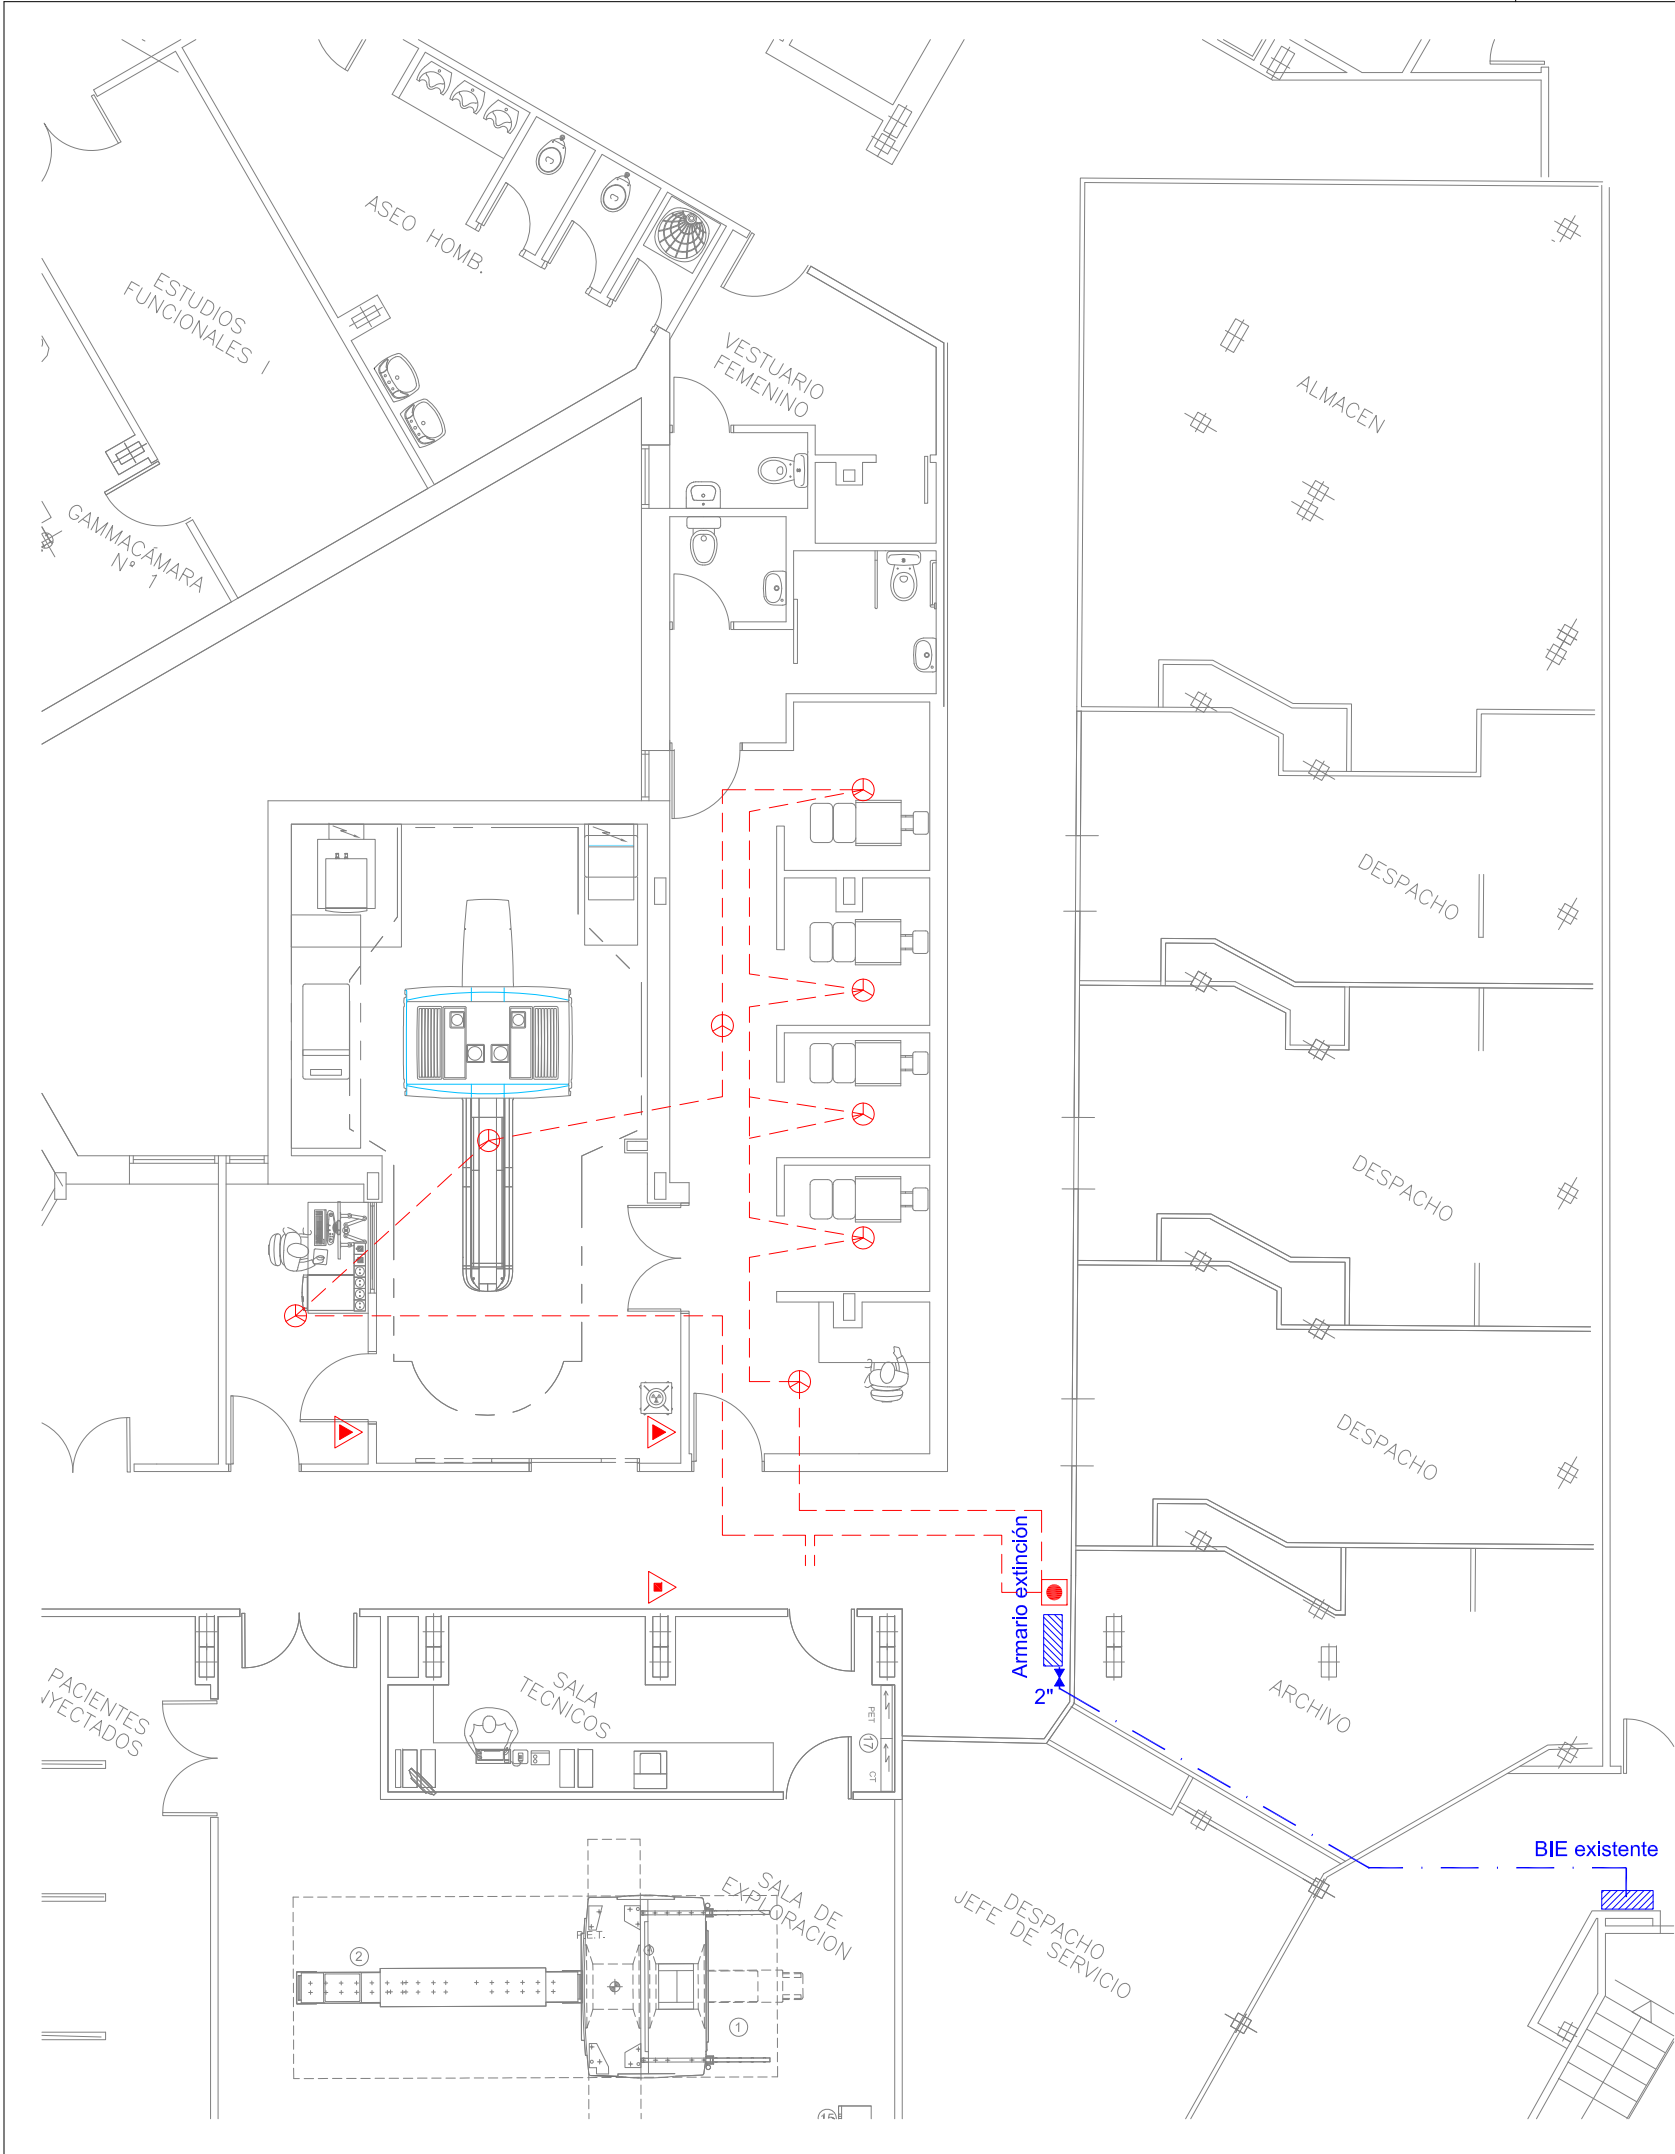 ASEO HOMB.
ESTUDIOS
FUNCIONALES I
VESTUARIO
FEMENINO
ALMACEN
GAMMACÁMARA
Nº 1
DESPACHO
DESPACHO
DESPACHO
Armario extinción
2"
ARCHIVO
PACIENTES
NYECTADOS
SALA
TECNICOS
PET
17
CT
BIE existente
SALA DE
EXPLORACION
P.E.T.
2
1
DESPACHO
JEFE DE SERVICIO
15